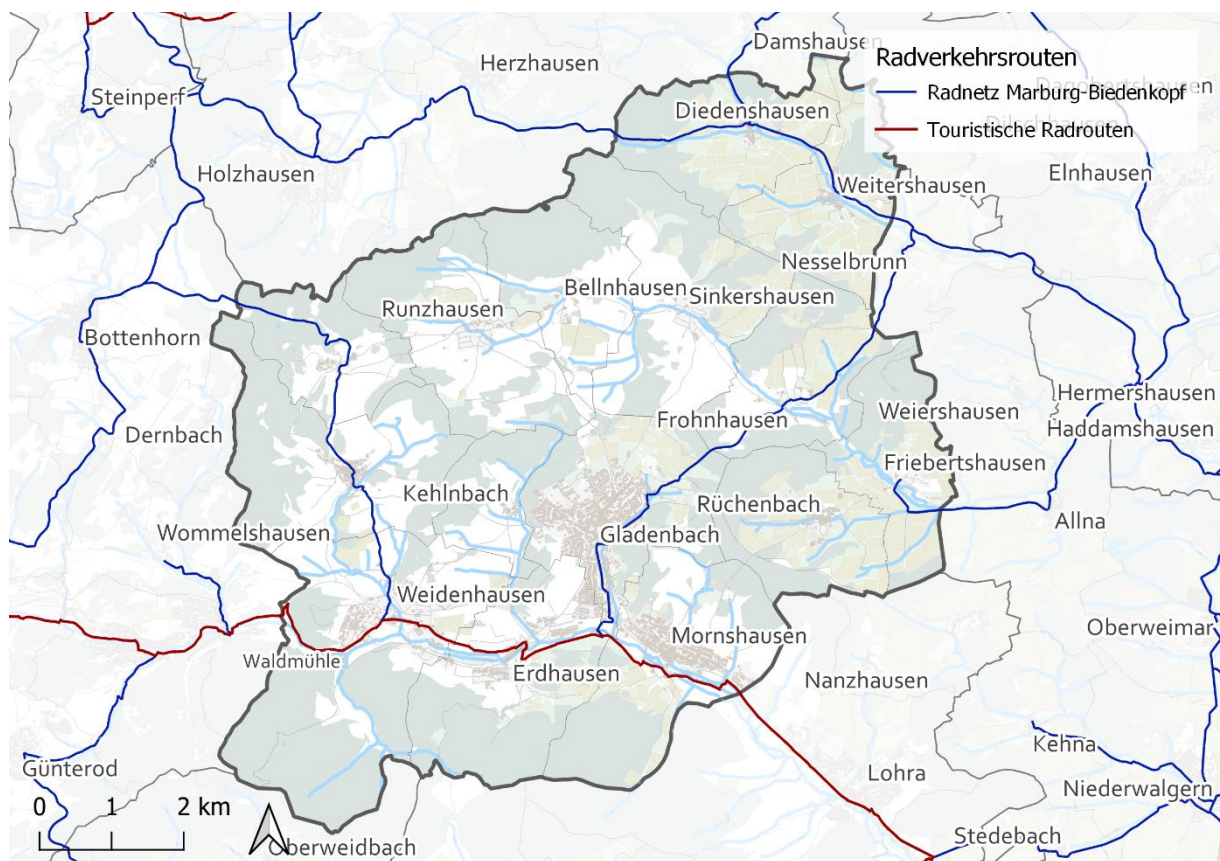 Damshausen
Radverkehrsrouten
Herzhausen
Dagobertshausen
Radnetz Marburg-Biedenkopf
Steinperf
Diedenshausen
Touristische Radrouten
Dilschhausen
Holzhausen
Elnhausen
Weitershausen
Nesselbrunn
Bellnhausen
Sinkershausen
Runzhausen
Bottenhorn
Hermershausen
Weiershausen
Frohnhausen
Haddamshausen
Dernbach
Friebertshausen
Kehlnbach
Rüchenbach
Allna
Wommelshausen
Gladenbach
Weidenhausen
Oberweimar
Mornshausen
Waldmühle
Erdhausen
Nanzhausen
Kehna
Günterod
Lohra
Niederwalgern
0 1 2 km
Stedebach
Oberweidbach